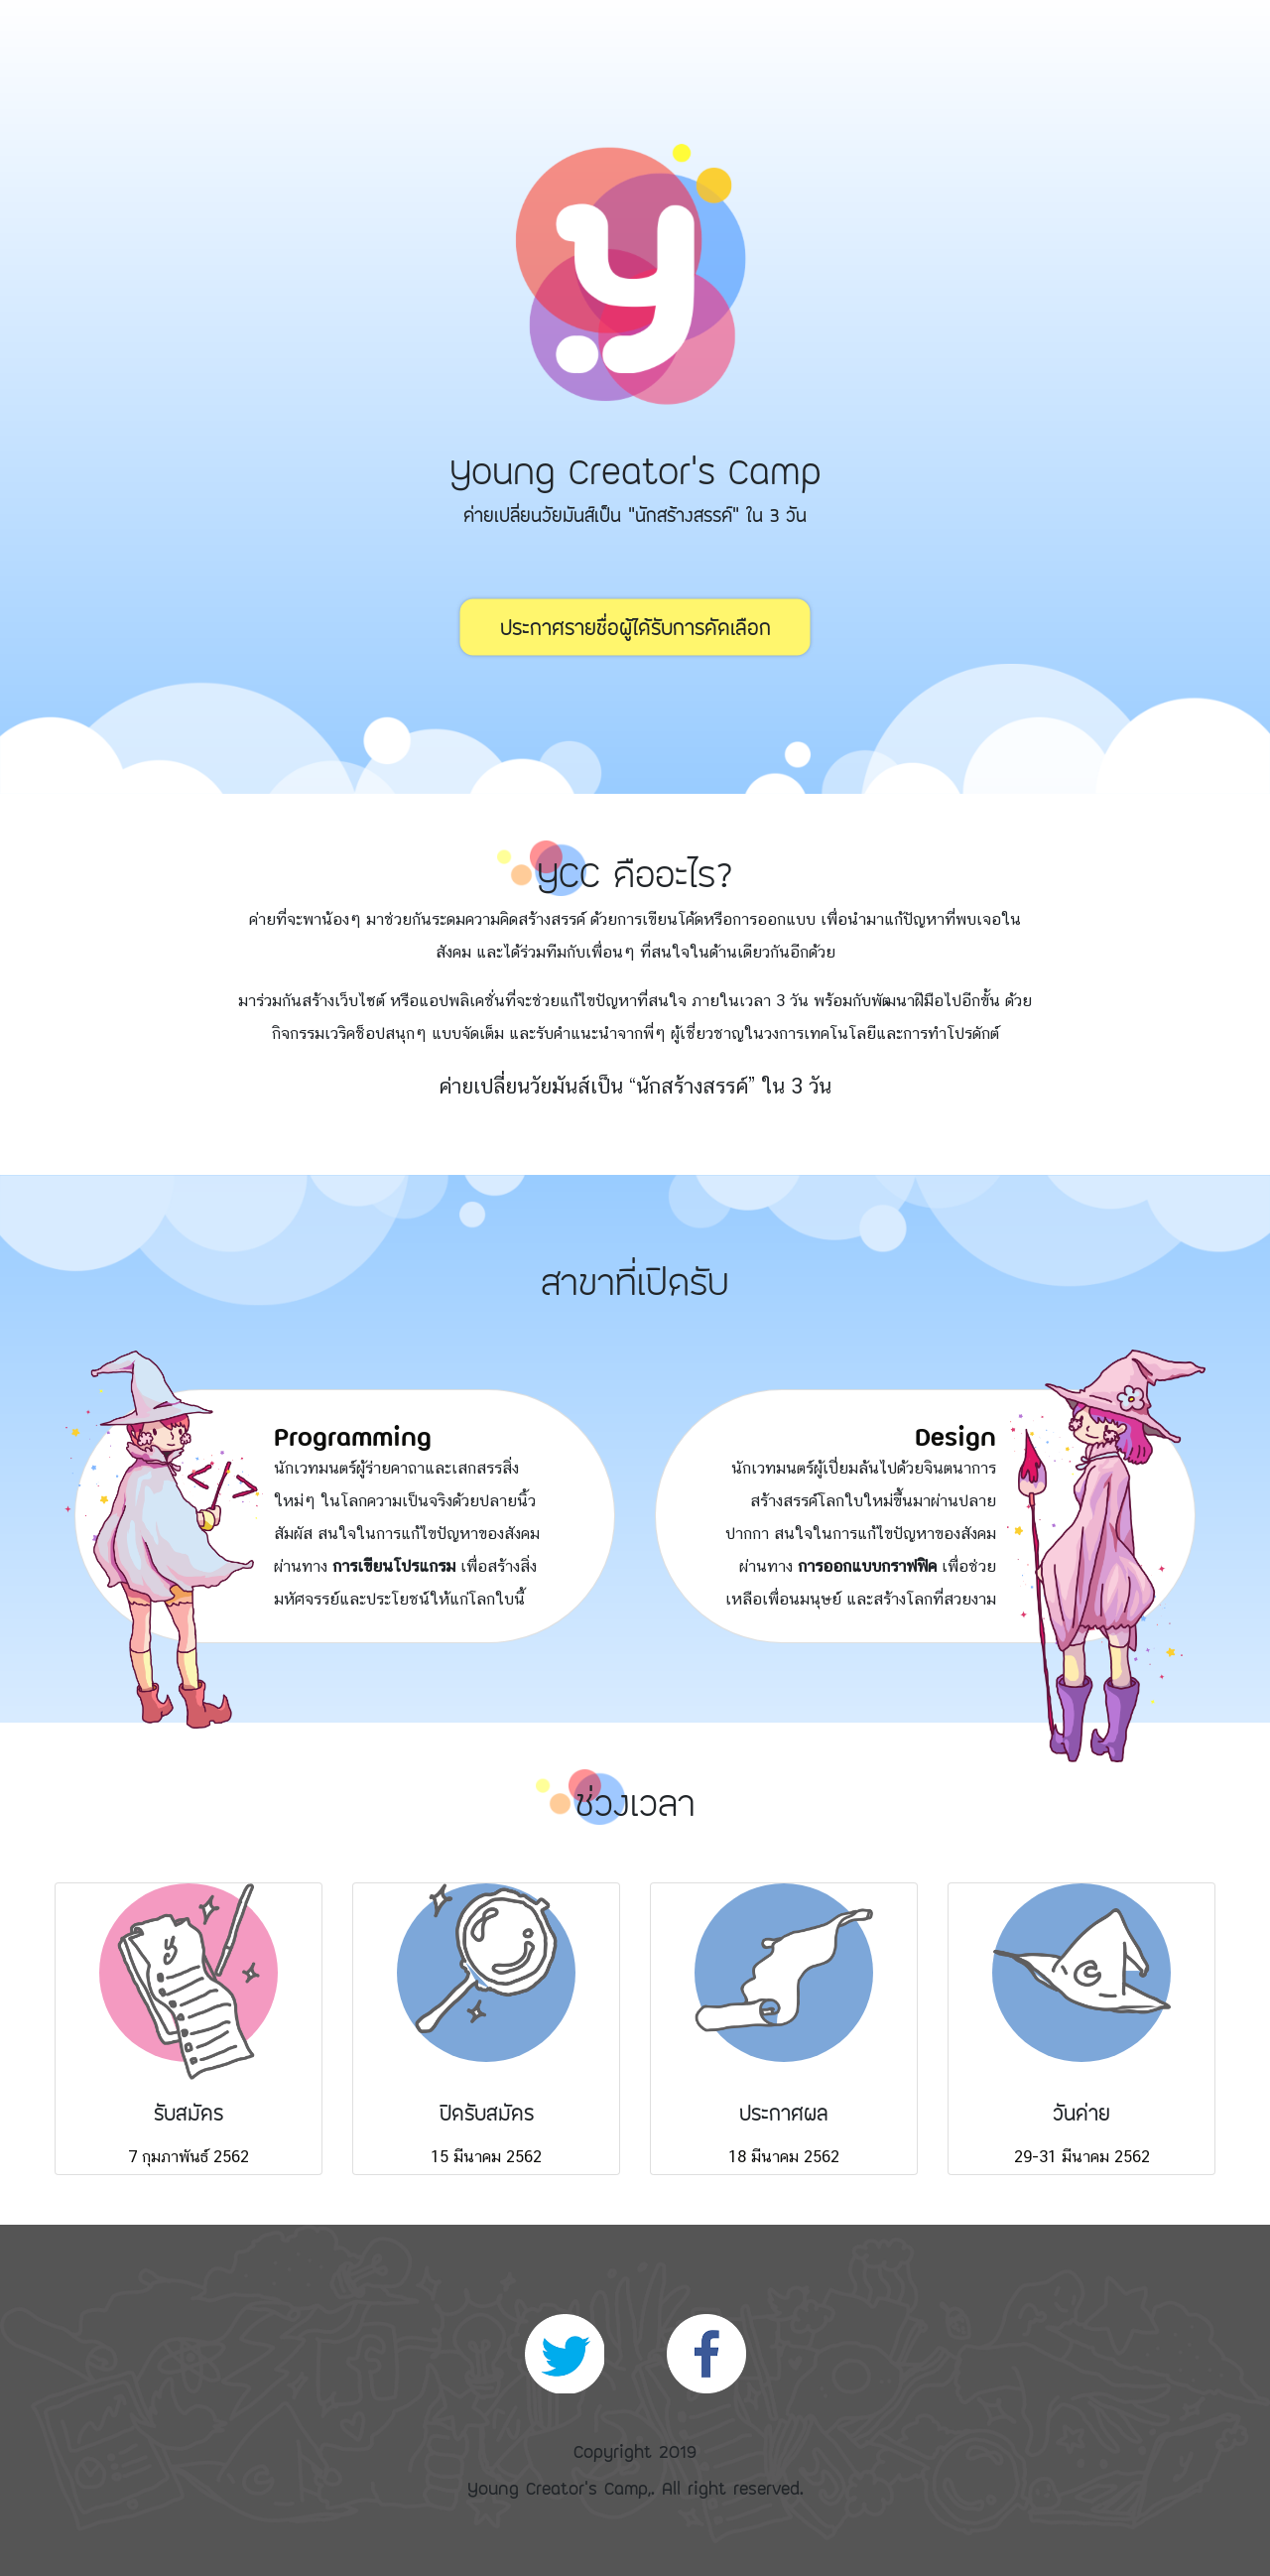 y
Young Creator's Camp
ค่ายเปลี่ยนวัยมันส์เป็น "นักสร้างสรรค์" ใน 3 วัน
ประกาศรายชื่อผู้ได้รับการคัดเลือก
YCC คืออะไร?
ค่ายที่จะพาน้องๆ มาช่วยกันระดมความคิดสร้างสรรค์ ด้วยการเขียนโค้ดหรือการออกแบบ เพื่อนำมาแก้ปัญหาที่พบเจอใน
สังคม และได้ร่วมทีมกับเพื่อนๆ ที่สนใจในด้านเดียวกันอีกด้วย
มาร่วมกันสร้างเว็บไซต์ หรือแอปพลิเคชั่นที่จะช่วยแก้ไขปัญหาที่สนใจ ภายในเวลา 3 วัน พร้อมกับพัฒนาฝีมือไปอีกขั้น ด้วย
กิจกรรมเวริคช็อปสนุกๆ แบบจัดเต็ม และรับคำแนะนำจากพี่ๆ ผู้เชี่ยวชาญในวงการเทคโนโลยีและการทำโปรดักต์
ค่ายเปลี่ยนวัยมันส์เป็น “นักสร้างสรรค์” ใน 3 วัน
สาขาที่เปิดรับ
Programming
นักเวทมนตร์ผู้ร่ายคาถาและเสกสรรสิ่ง
ใหม่ๆ ในโลกความเป็นจริงด้วยปลายนิ้ว
สัมผัส สนใจในการแก้ไขปัญหาของสังคม
ผ่านทาง การเขียนโปรแกรม เพื่อสร้างสิ่ง
มหัศจรรย์และประโยชน์ให้แก่โลกใบนี้
</>
Design
นักเวทมนตร์ผู้เปี่ยมล้นไปด้วยจินตนาการ
สร้างสรรค์โลกใบใหม่ขึ้นมาผ่านปลาย
ปากกา สนใจในการแก้ไขปัญหาของสังคม
ผ่านทาง การออกแบบกราฟฟิค เพื่อช่วย
เหลือเพื่อนมนุษย์ และสร้างโลกที่สวยงาม
ช่วงเวลา
y
รับสมัคร
7 กุมภาพันธ์ 2562
ปิดรับสมัคร
15 มีนาคม 2562
ประกาศผล
18 มีนาคม 2562
วันค่าย
29-31 มีนาคม 2562
Copyright 2019
Young Creator's Camp,. All right reserved.